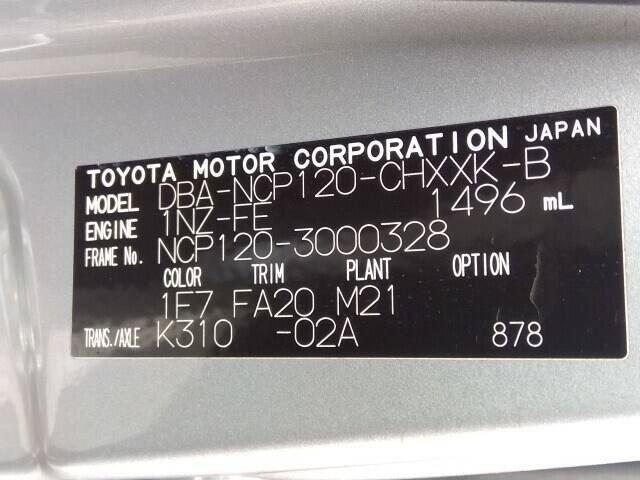 TOYOTA MOTOR CORPORATION JAPAN
MODEL DBA-NCP120-CHXXK-B
ENGINE 1NZ-FE 1496 mL
FRAME No. NCP120-3000328
COLOR TRIM PLANT OPTION
1F7 FA20 M21
TRANS./AXLE K310 -02A 878